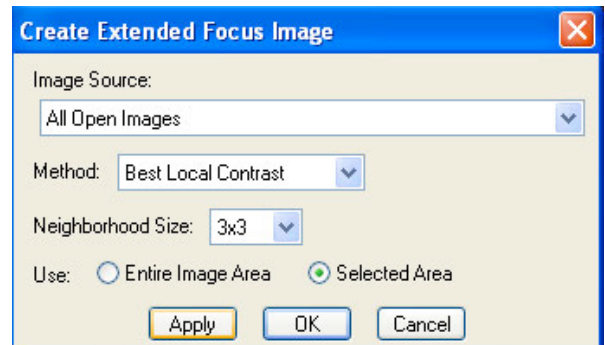 Create Extended Focus Image
Image Source:
All Open Images
Method: Best Local Contrast
Neighborhood Size: 3x3
Use: Entire Image Area Selected Area
Apply OK Cancel